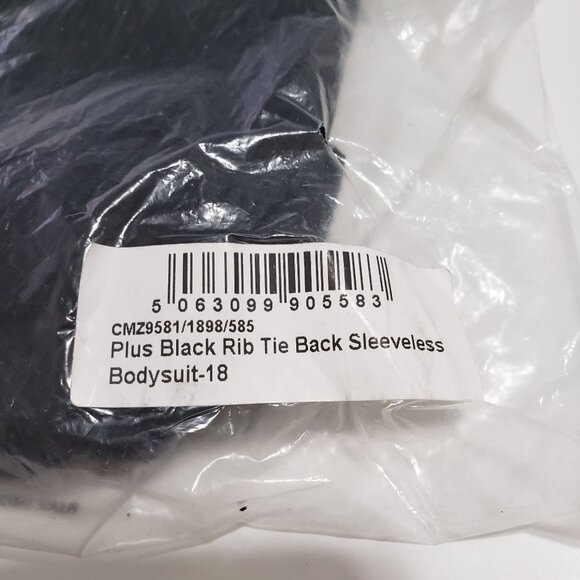 5 063099 905583
CMZ9581/1898/585
Plus Black Rib Tie Back Sleeveless
Bodysuit-18